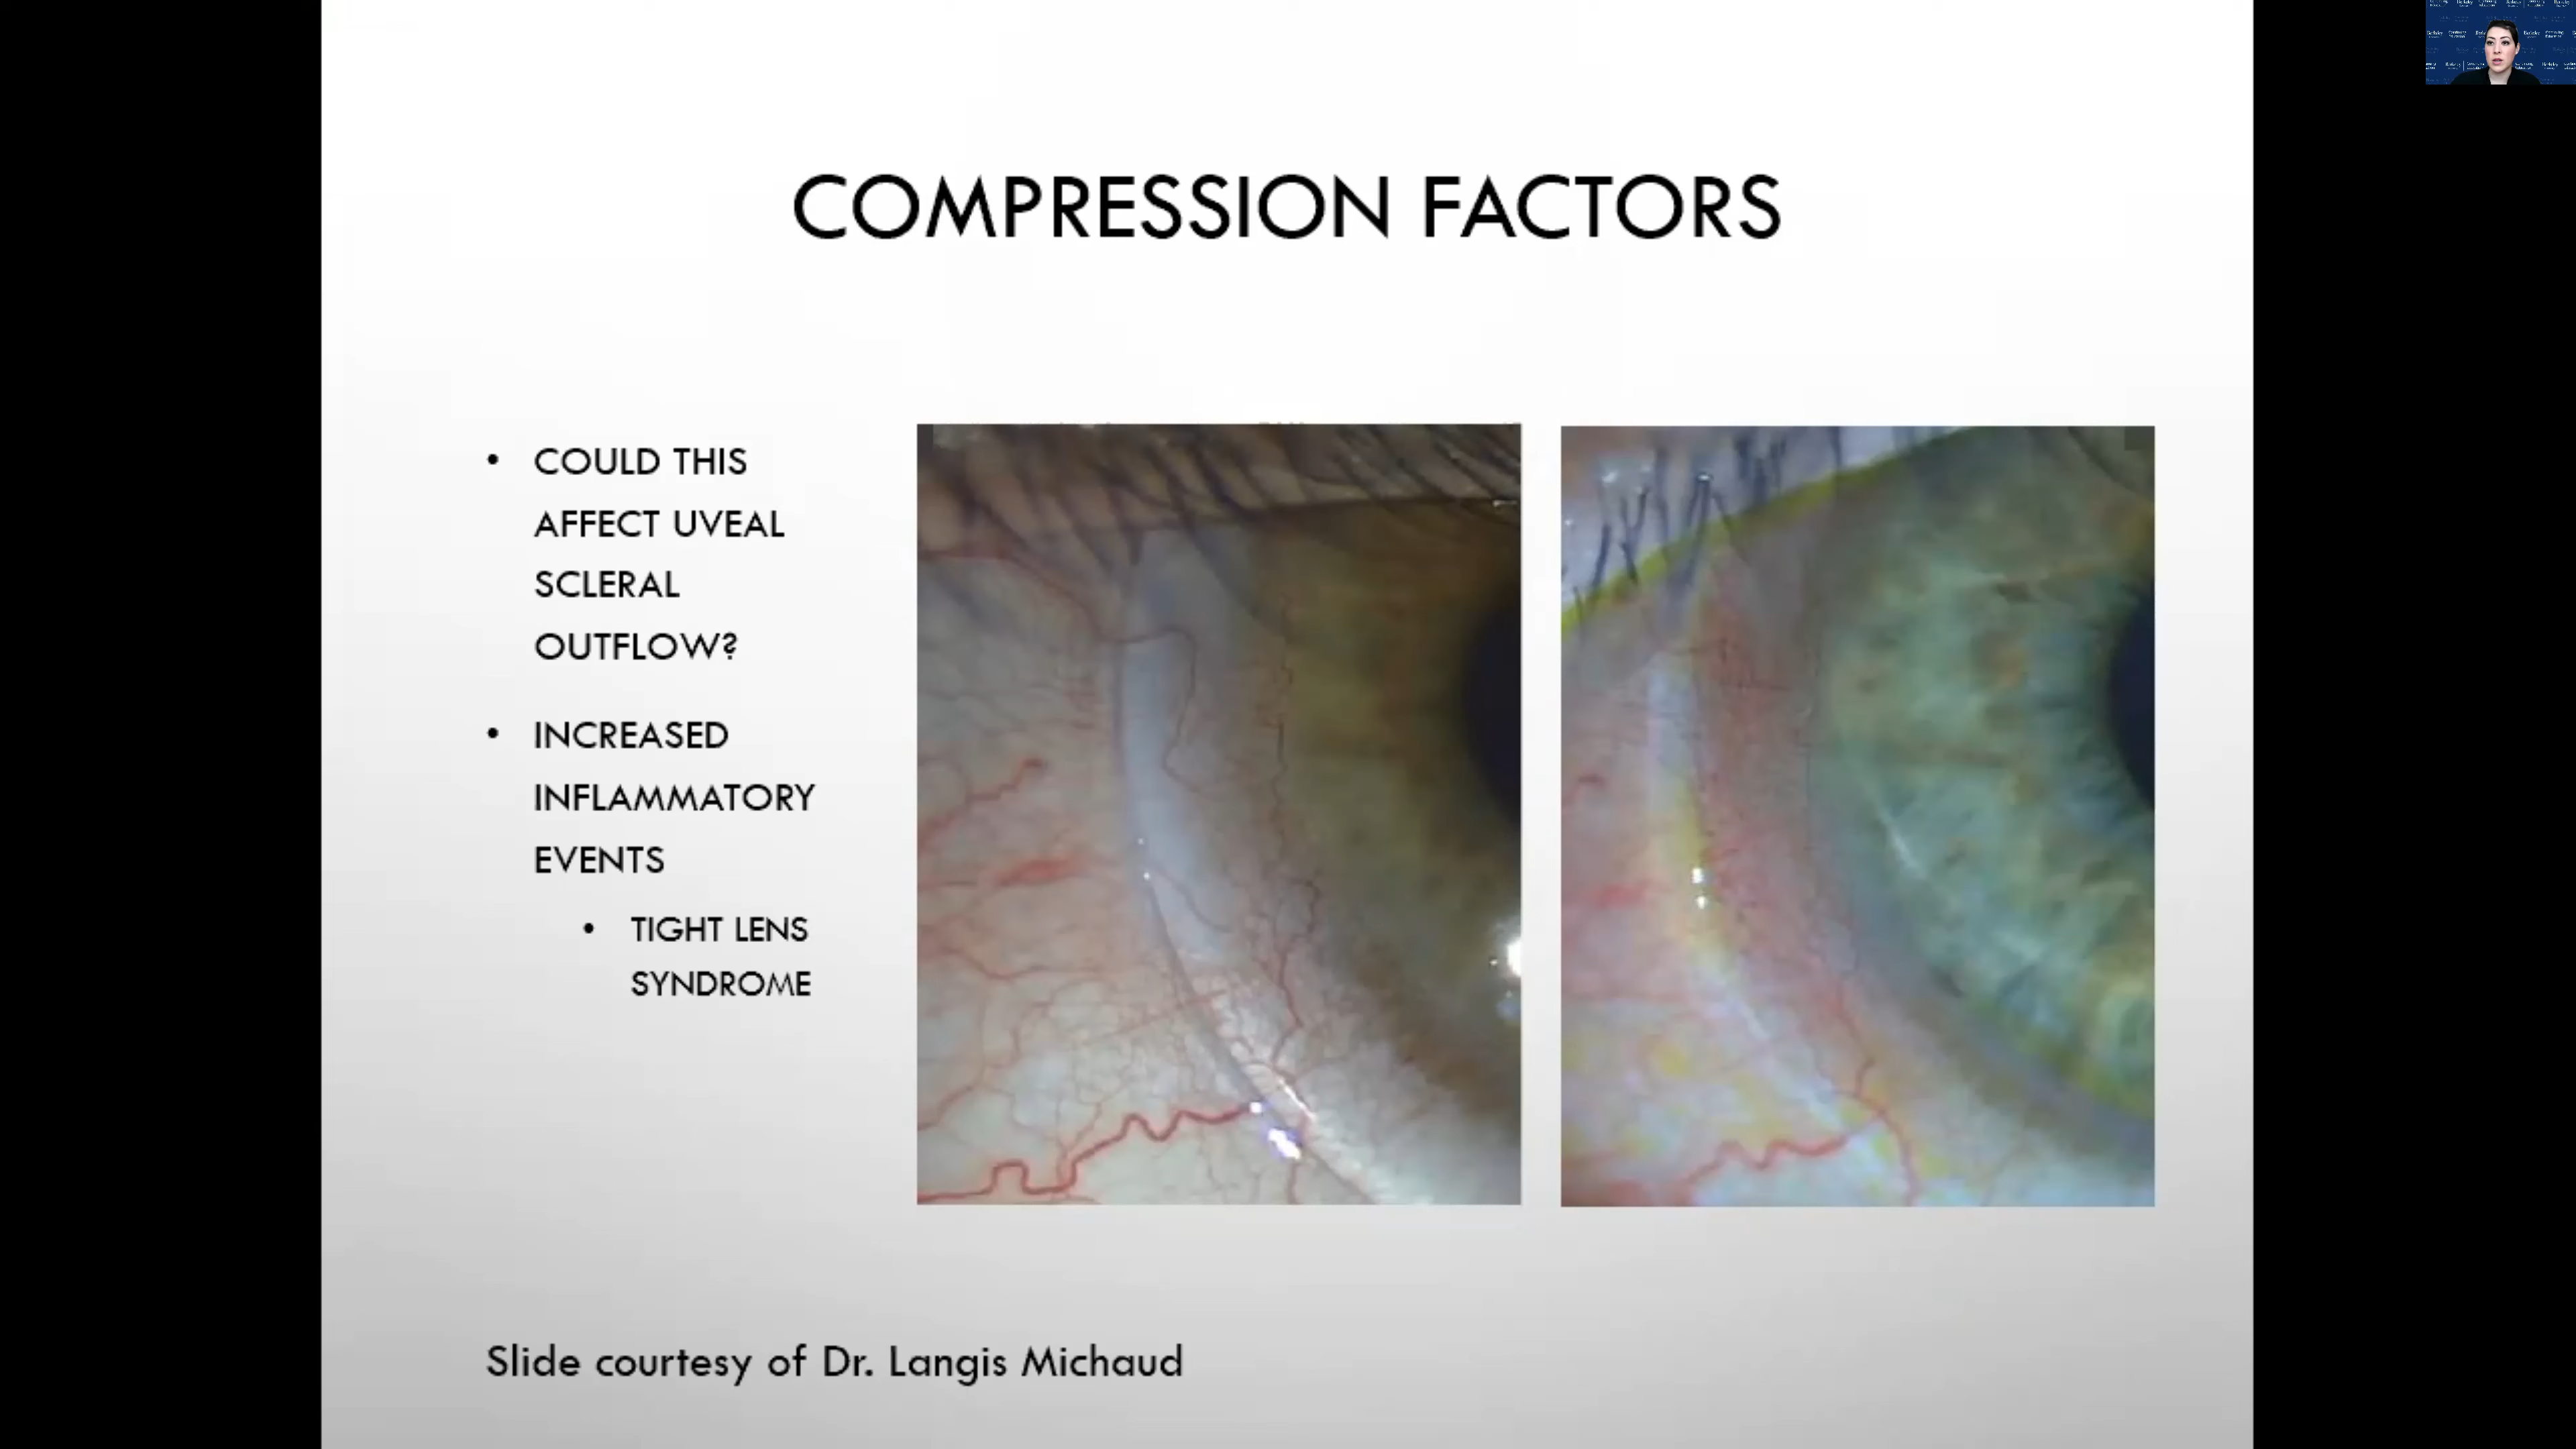 COMPRESSION FACTORS
• COULD THIS
AFFECT UVEAL
SCLERAL
OUTFLOW?
• INCREASED
INFLAMMATORY
EVENTS
• TIGHT LENS
SYNDROME
Slide courtesy of Dr. Langis Michaud